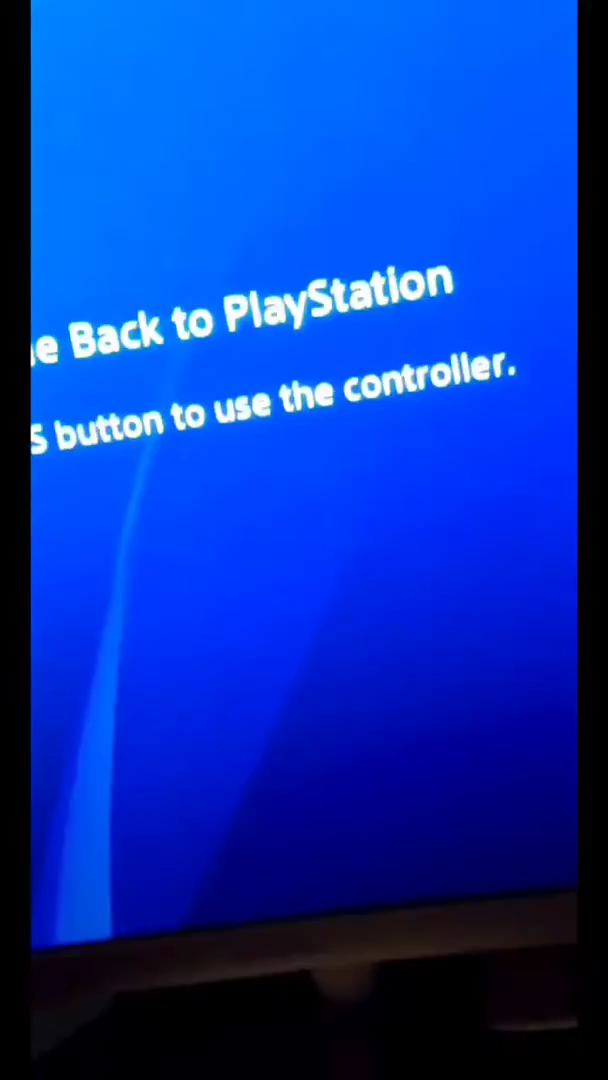 e Back to PlayStation
S button to use the controller.